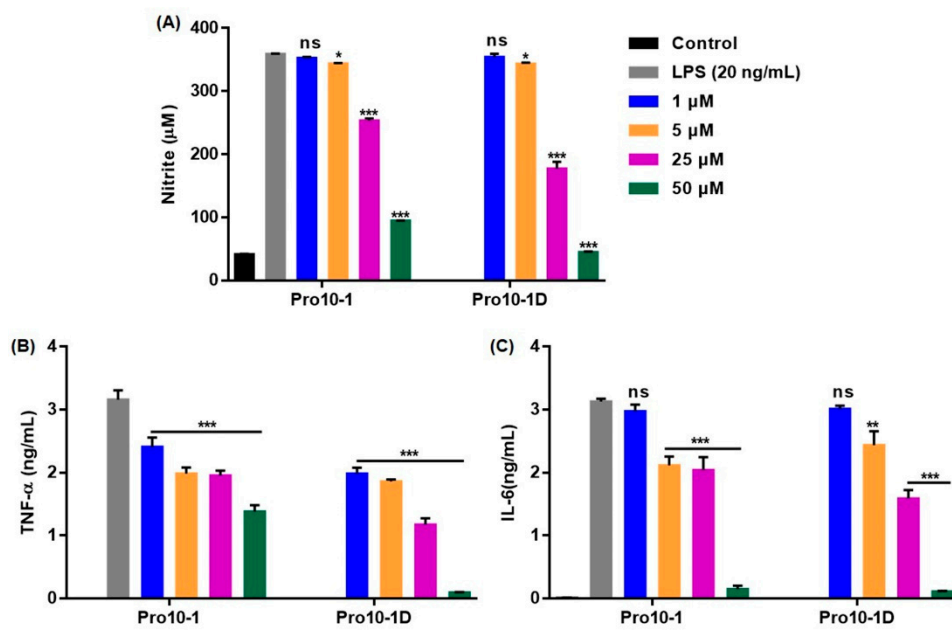 (A)
400
300
200
100
0
Nitrite (µM)
ns
*
***
***
ns
*
***
***
Pro10-1
Pro10-1D
Control
LPS (20 ng/mL)
1 µM
5 µM
25 µM
50 µM
(B)
4
3
2
1
0
TNF-α (ng/mL)
***
***
Pro10-1
Pro10-1D
(C)
4
3
2
1
0
IL-6(ng/mL)
ns
***
ns
**
***
Pro10-1
Pro10-1D